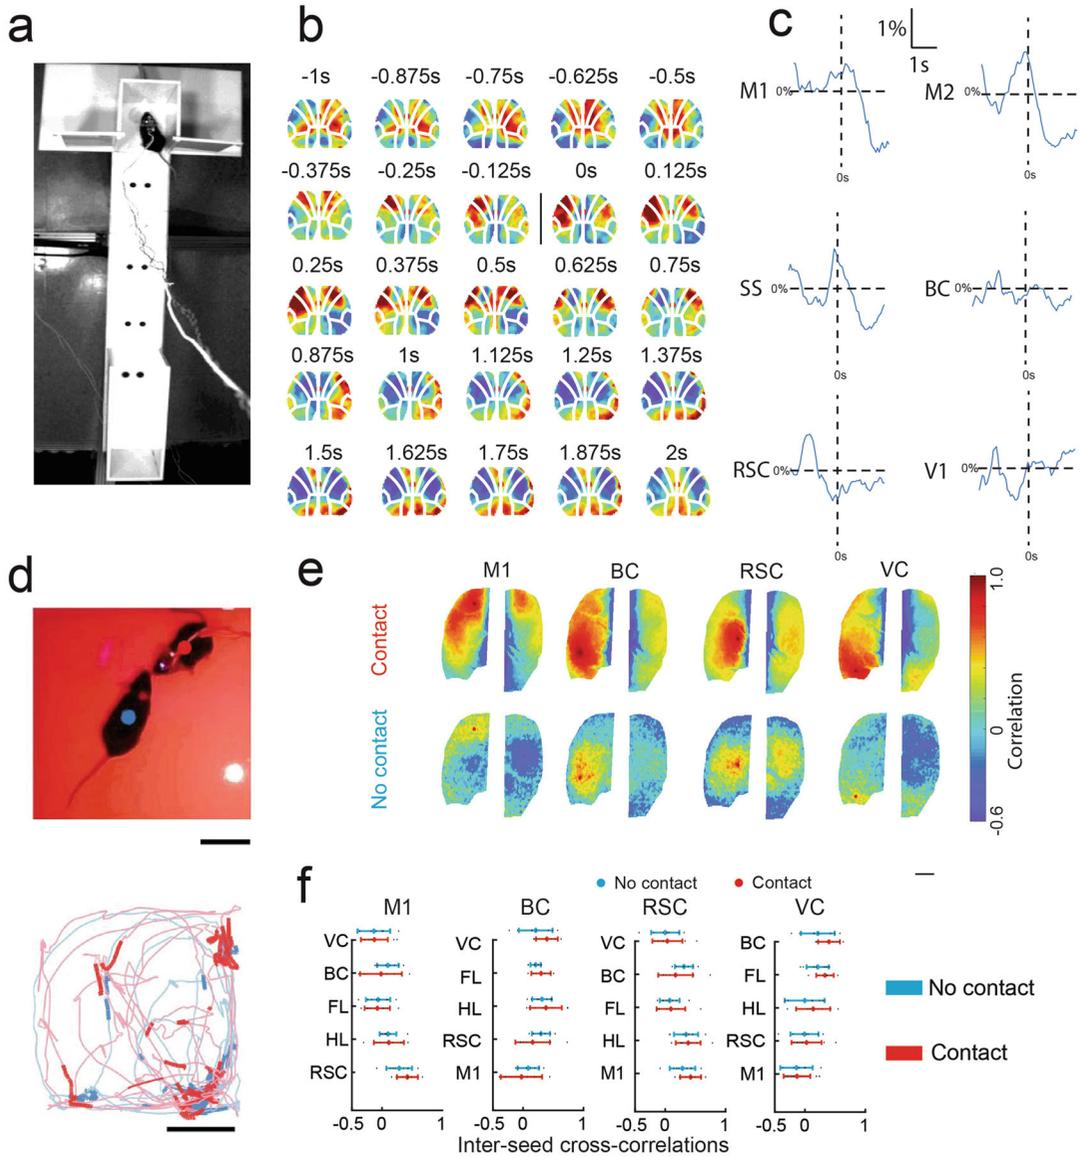 a
b
c
-1s -0.875s -0.75s -0.625s -0.5s
-0.375s -0.25s -0.125s 0s 0.125s
0.25s 0.375s 0.5s 0.625s 0.75s
0.875s 1s 1.125s 1.25s 1.375s
1.5s 1.625s 1.75s 1.875s 2s
1%
1s
M1 0%
0s
M2 0%
0s
SS 0%
0s
BC 0%
0s
RSC 0%
0s
V1 0%
0s
d
e
M1 BC RSC VC
Contact
No contact
1.0
0
-0.6
Correlation
f
No contact Contact
M1
VC
BC
FL
HL
RSC
-0.5 0 1
BC
VC
FL
HL
RSC
M1
-0.5 0 1
RSC
VC
BC
FL
HL
M1
-0.5 0 1
VC
BC
FL
HL
RSC
M1
-0.5 0 1
Inter-seed cross-correlations
No contact
Contact